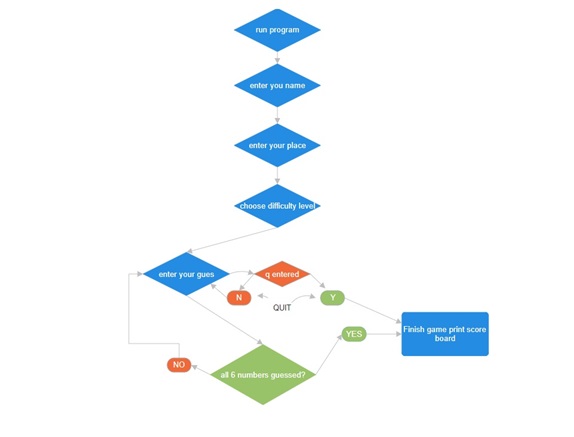 run program
enter you name
enter your place
choose difficulty level
enter your gues
q entered
N
Y
QUIT
Finish game print score
board
YES
NO
all 6 numbers guessed?